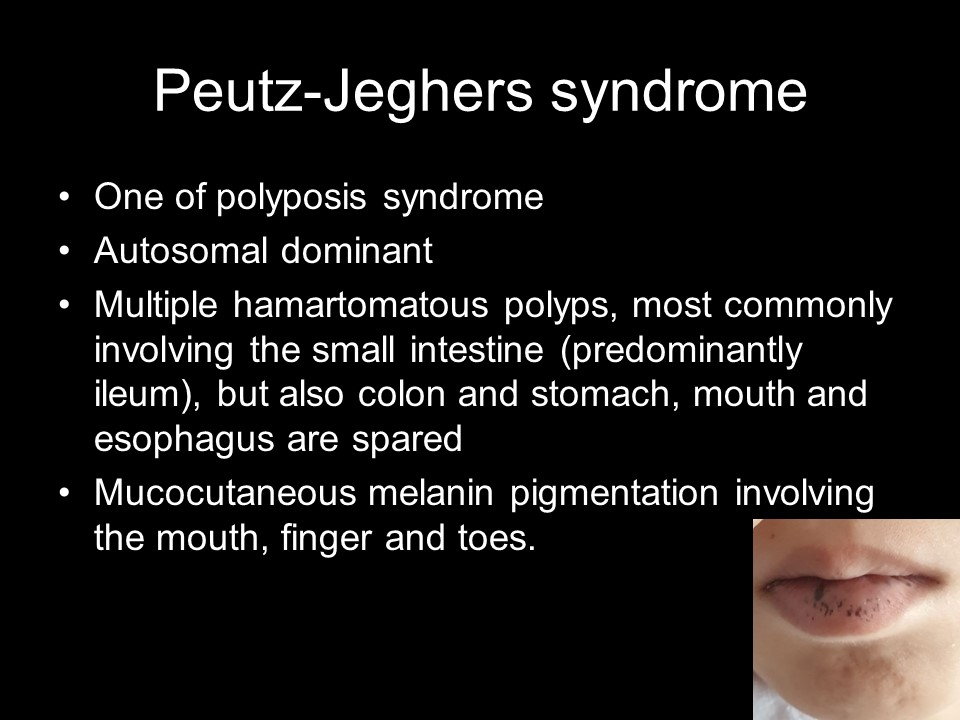 Peutz-Jeghers syndrome
• One of polyposis syndrome
• Autosomal dominant
• Multiple hamartomatous polyps, most commonly
involving the small intestine (predominantly
ileum), but also colon and stomach, mouth and
esophagus are spared
• Mucocutaneous melanin pigmentation involving
the mouth, finger and toes.